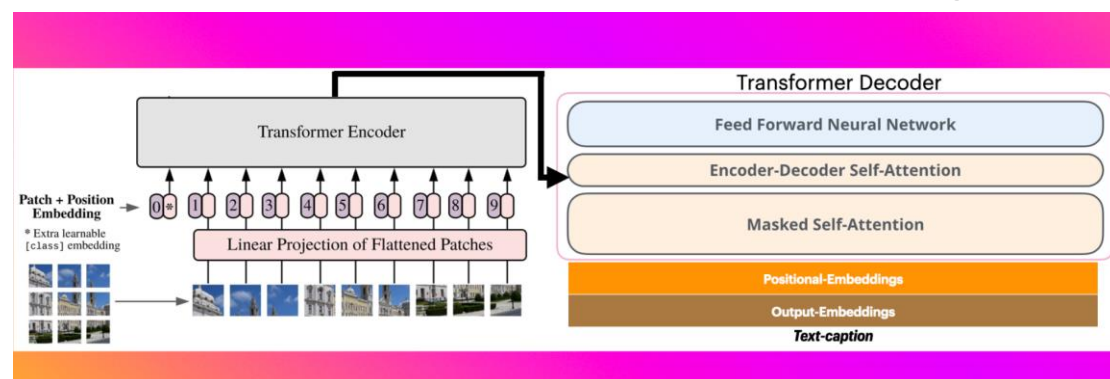 Transformer Encoder
Patch + Position
Embedding
* Extra learnable
[class] embedding
0 * 1 2 3 4 5 6 7 8 9
Linear Projection of Flattened Patches
Transformer Decoder
Feed Forward Neural Network
Encoder-Decoder Self-Attention
Masked Self-Attention
Positional-Embeddings
Output-Embeddings
Text-caption